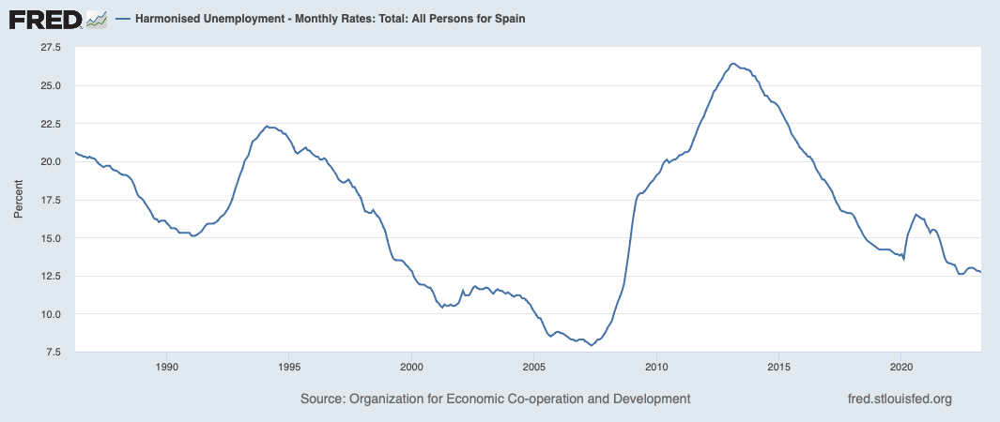 FRED
Harmonised Unemployment - Monthly Rates: Total: All Persons for Spain
27.5
25.0
22.5
20.0
17.5
15.0
12.5
10.0
7.5
Percent
1990 1995 2000 2005 2010 2015 2020
Source: Organization for Economic Co-operation and Development
fred.stlouisfed.org